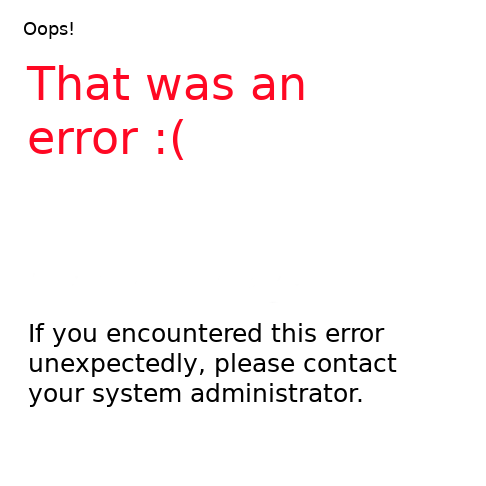 Oops!
That was an
error :(
If you encountered this error
unexpectedly, please contact
your system administrator.